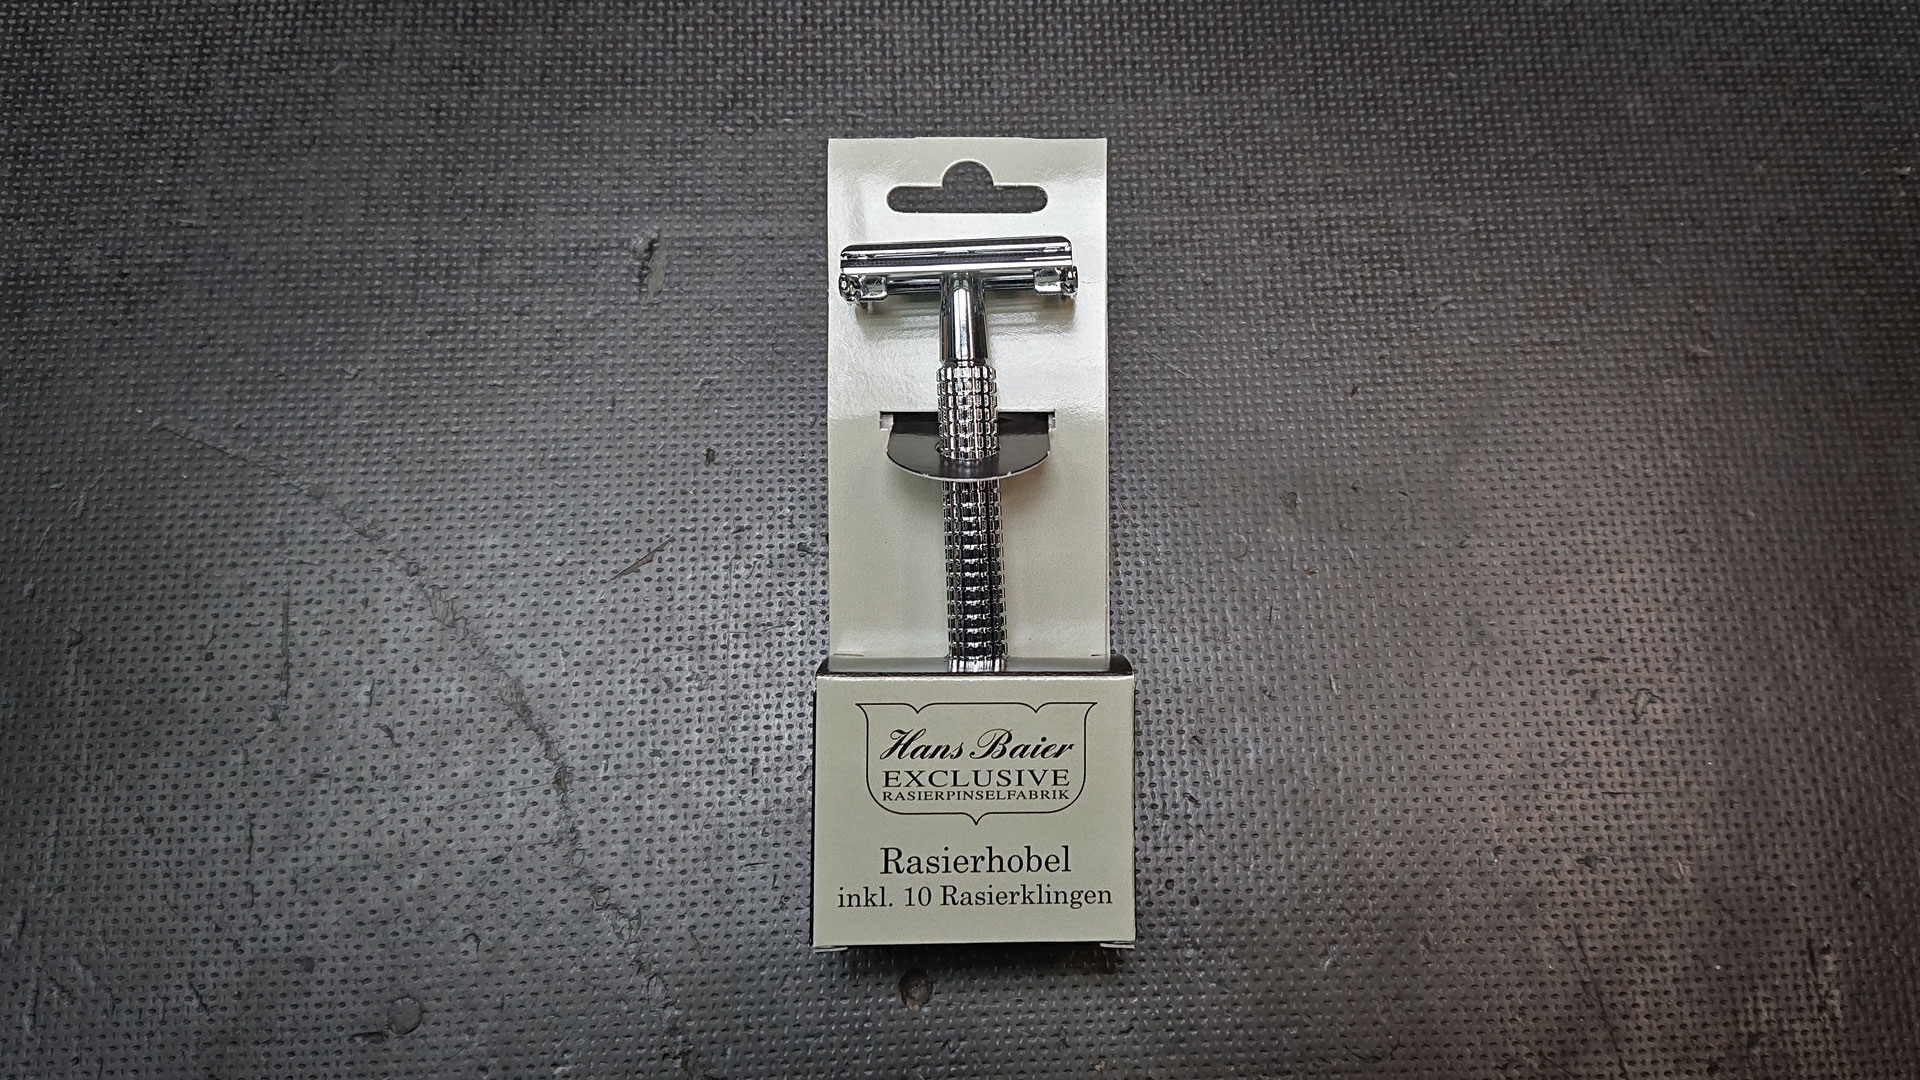 Hans Baier
EXCLUSIVE
RASIERPINSELFABRIK
Rasierhobel
inkl. 10 Rasierklingen